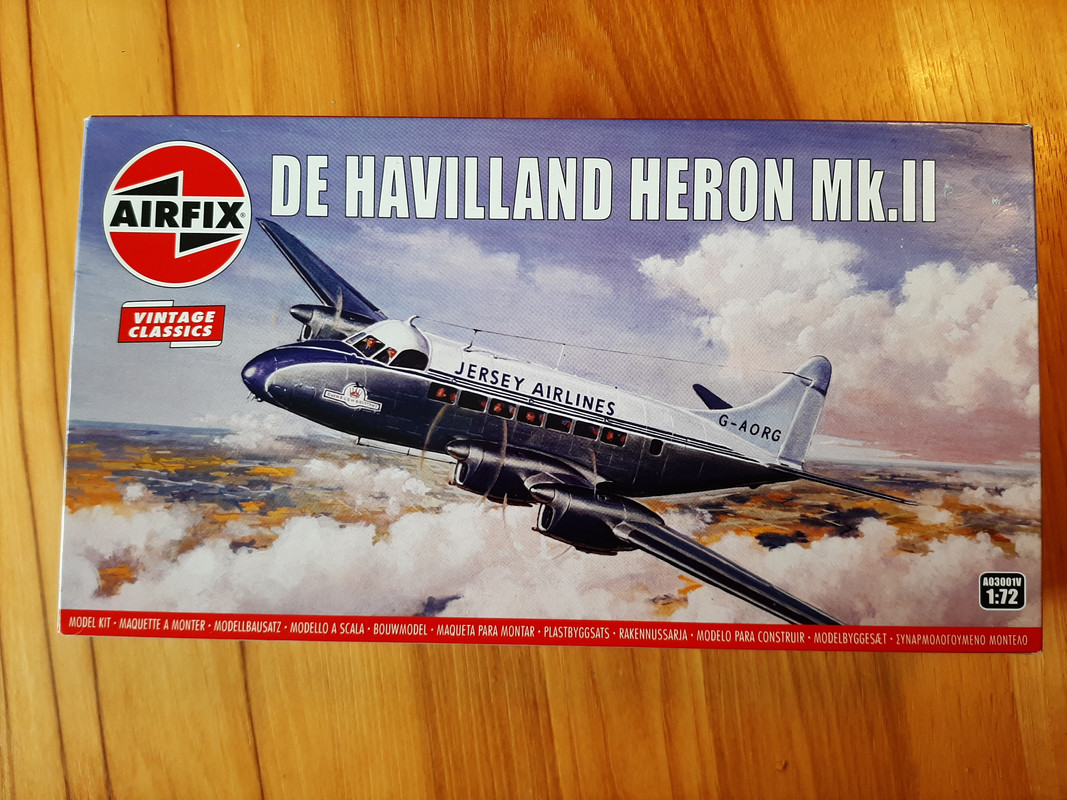 DE HAVILLAND HERON Mk.II
AIRFIX®
VINTAGE
CLASSICS
JERSEY AIRLINES
G-AORG
A03001V
1:72
MODEL KIT • MAQUETTE A MONTER • MODELLBAUSATZ • MODELLO A SCALA • BOUWMODEL • MAQUETA PARA MONTAR • PLASTBYGGSATS • RAKENNUSSARJA • MODELO PARA CONSTRUIR • MODELBYGGESÆT • ΣΥΝΑΡΜΟΛΟΓΟΥΜΕΝΟ ΜΟΝΤΕΛΟ